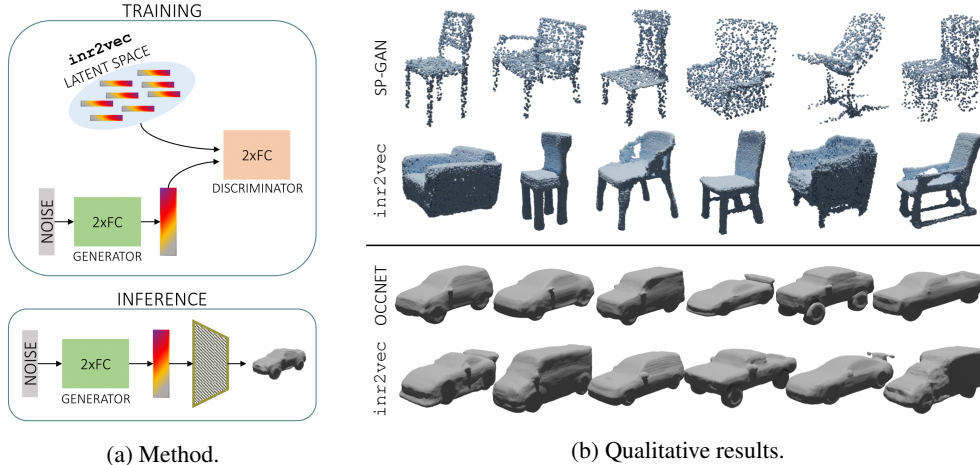 TRAINING
inr2vec
LATENT SPACE
2xFC
DISCRIMINATOR
NOISE
2xFC
GENERATOR
INFERENCE
NOISE
2xFC
GENERATOR
(a) Method.
SP-GAN
inr2vec
OCCNET
inr2vec
(b) Qualitative results.